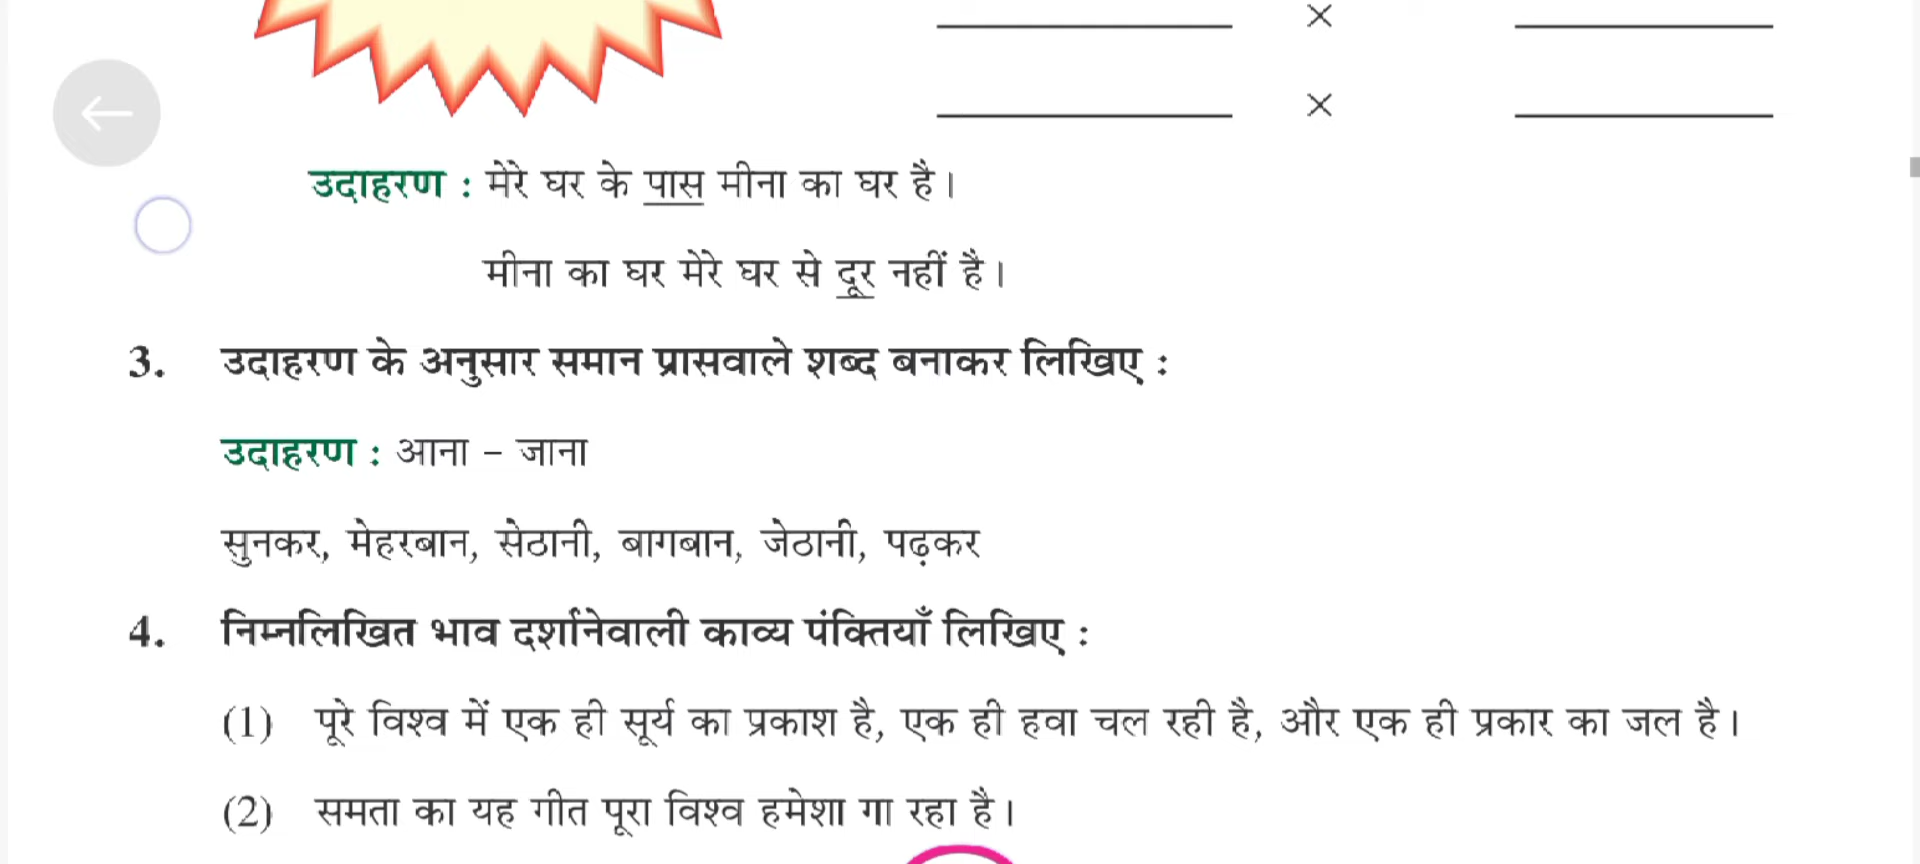 ×
×
उदाहरण : मेरे घर के पास मीना का घर है।
मीना का घर मेरे घर से दूर नहीं है।
3. उदाहरण के अनुसार समान प्रासवाले शब्द बनाकर लिखिए :
उदाहरण : आना – जाना
सुनकर, मेहरबान, सेठानी, बागबान, जेठानी, पढ़कर
4. निम्नलिखित भाव दर्शानेवाली काव्य पंक्तियाँ लिखिए :
(1) पूरे विश्व में एक ही सूर्य का प्रकाश है, एक ही हवा चल रही है, और एक ही प्रकार का जल है।
(2) समता का यह गीत पूरा विश्व हमेशा गा रहा है।